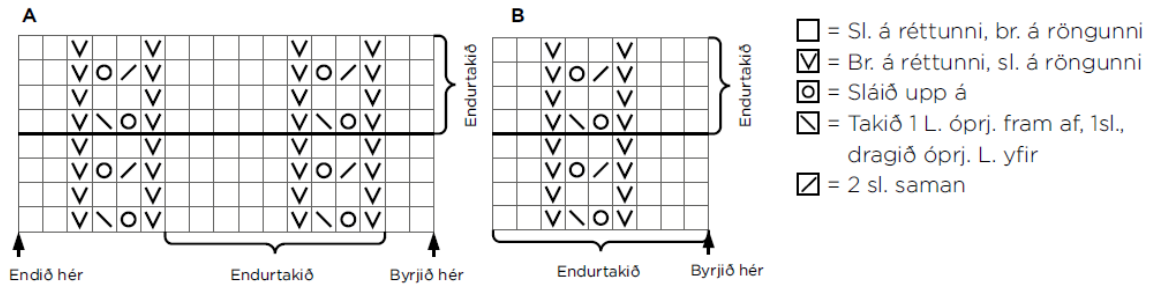 A
B
Endurtakið
Endurtakið
Endið hér
Endurtakið
Byrjið hér
Endurtakið
Byrjið hér
= Sl. á réttunni, br. á röngunni
= Br. á réttunni, sl. á röngunni
= Sláið upp á
= Takið 1 L. óprj. fram af, 1sl.,
dragið óprj. L. yfir
= 2 sl. saman